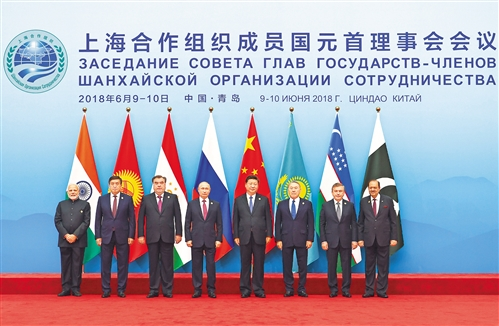 上海合作组织成员国元首理事会会议
ЗАСЕДАНИЕ СОВЕТА ГЛАВ ГОСУДАРСТВ-ЧЛЕНОВ
ШАНХАЙСКОЙ ОРГАНИЗАЦИИ СОТРУДНИЧЕСТВА
2018年6月9-10日 中国·青岛 9-10 ИЮНЯ 2018 Г. ЦИНДАО КИТАЙ